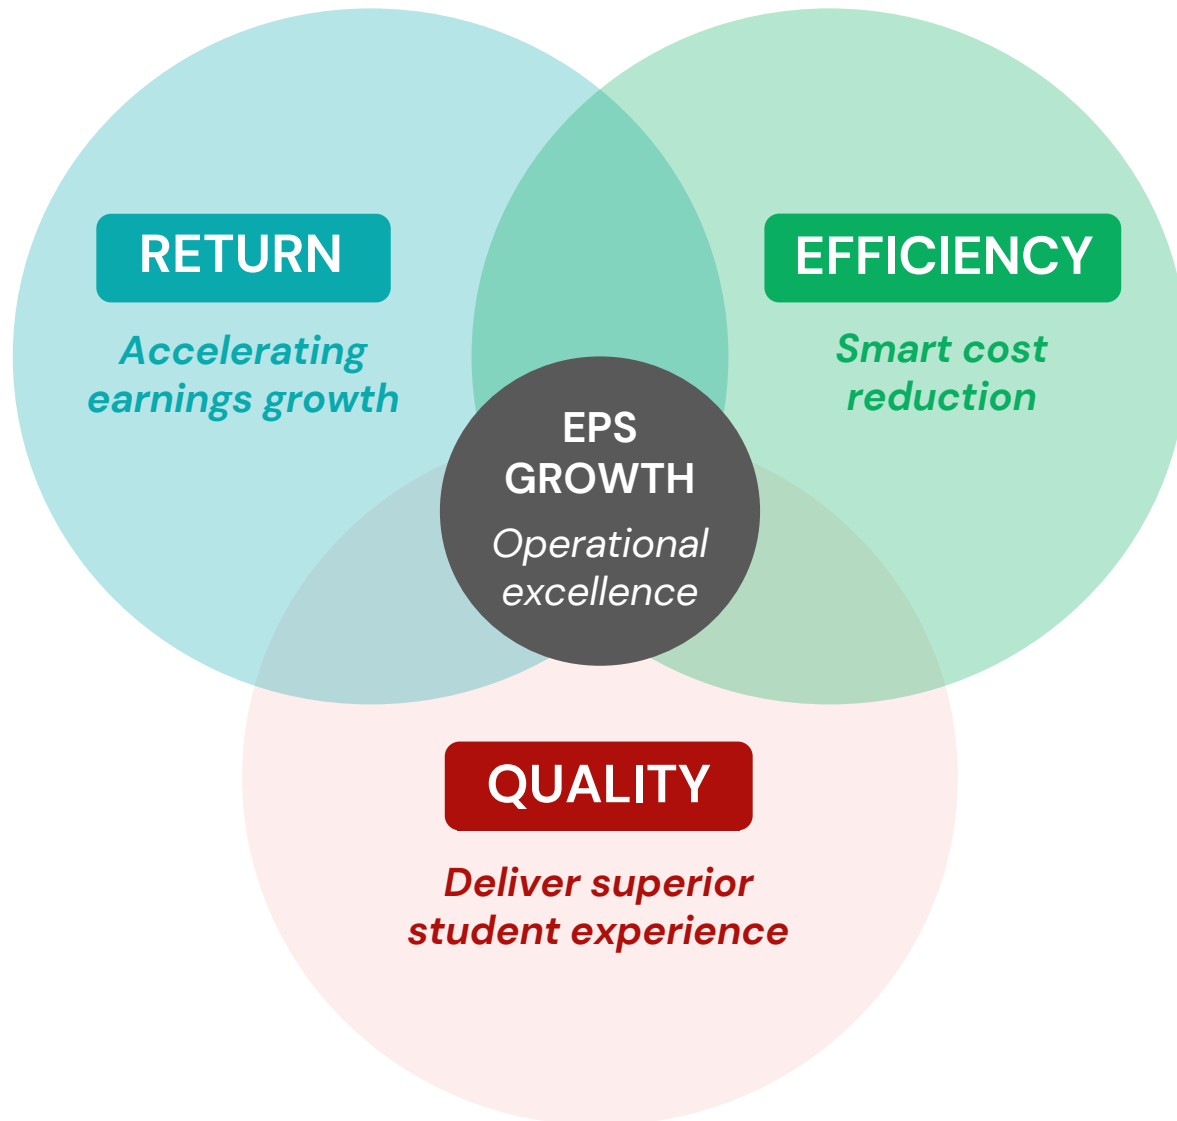 RETURN
Accelerating
earnings growth
EFFICIENCY
Smart cost
reduction
EPS
GROWTH
Operational
excellence
QUALITY
Deliver superior
student experience